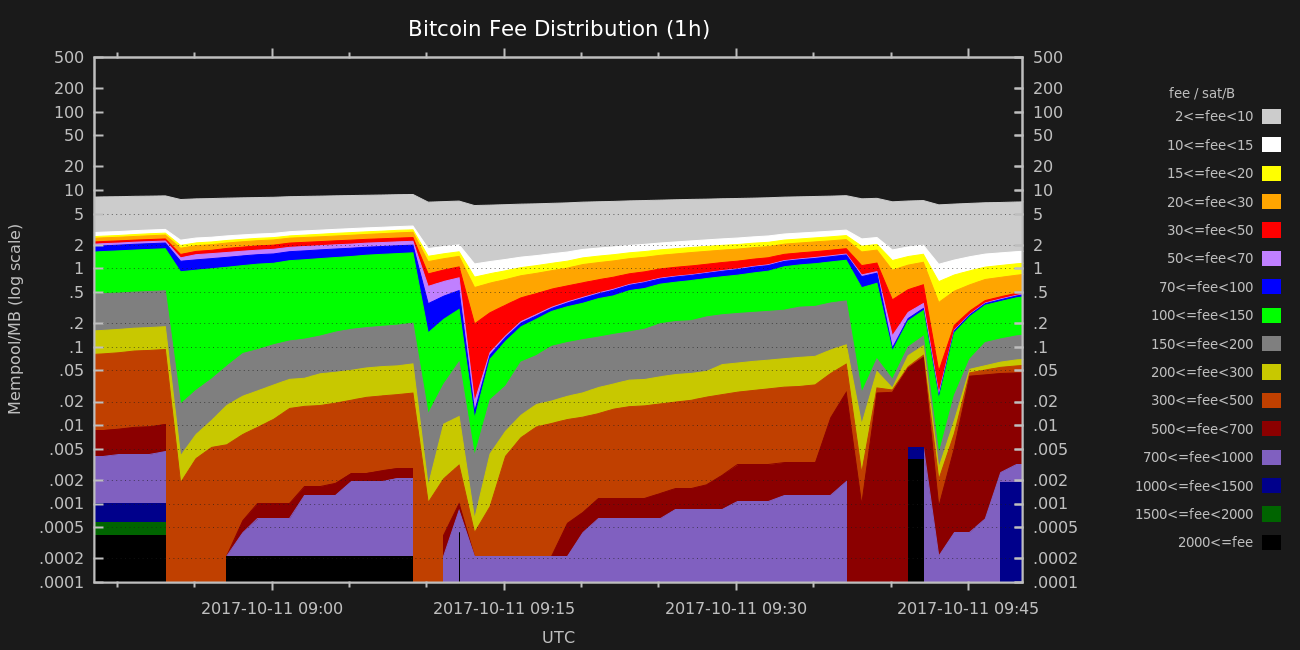 Bitcoin Fee Distribution (1h)
500 500
200 200
100 100
50 50
20 20
10 10
5 5
2 2
1 1
.5 .5
.2 .2
.1 .1
.05 .05
.02 .02
.01 .01
.005 .005
.002 .002
.001 .001
.0005 .0005
.0002 .0002
.0001 .0001
Mempool/MB (log scale)
2017-10-11 09:00 2017-10-11 09:15 2017-10-11 09:30 2017-10-11 09:45
UTC
fee / sat/B
2<=fee<10
10<=fee<15
15<=fee<20
20<=fee<30
30<=fee<50
50<=fee<70
70<=fee<100
100<=fee<150
150<=fee<200
200<=fee<300
300<=fee<500
500<=fee<700
700<=fee<1000
1000<=fee<1500
1500<=fee<2000
2000<=fee